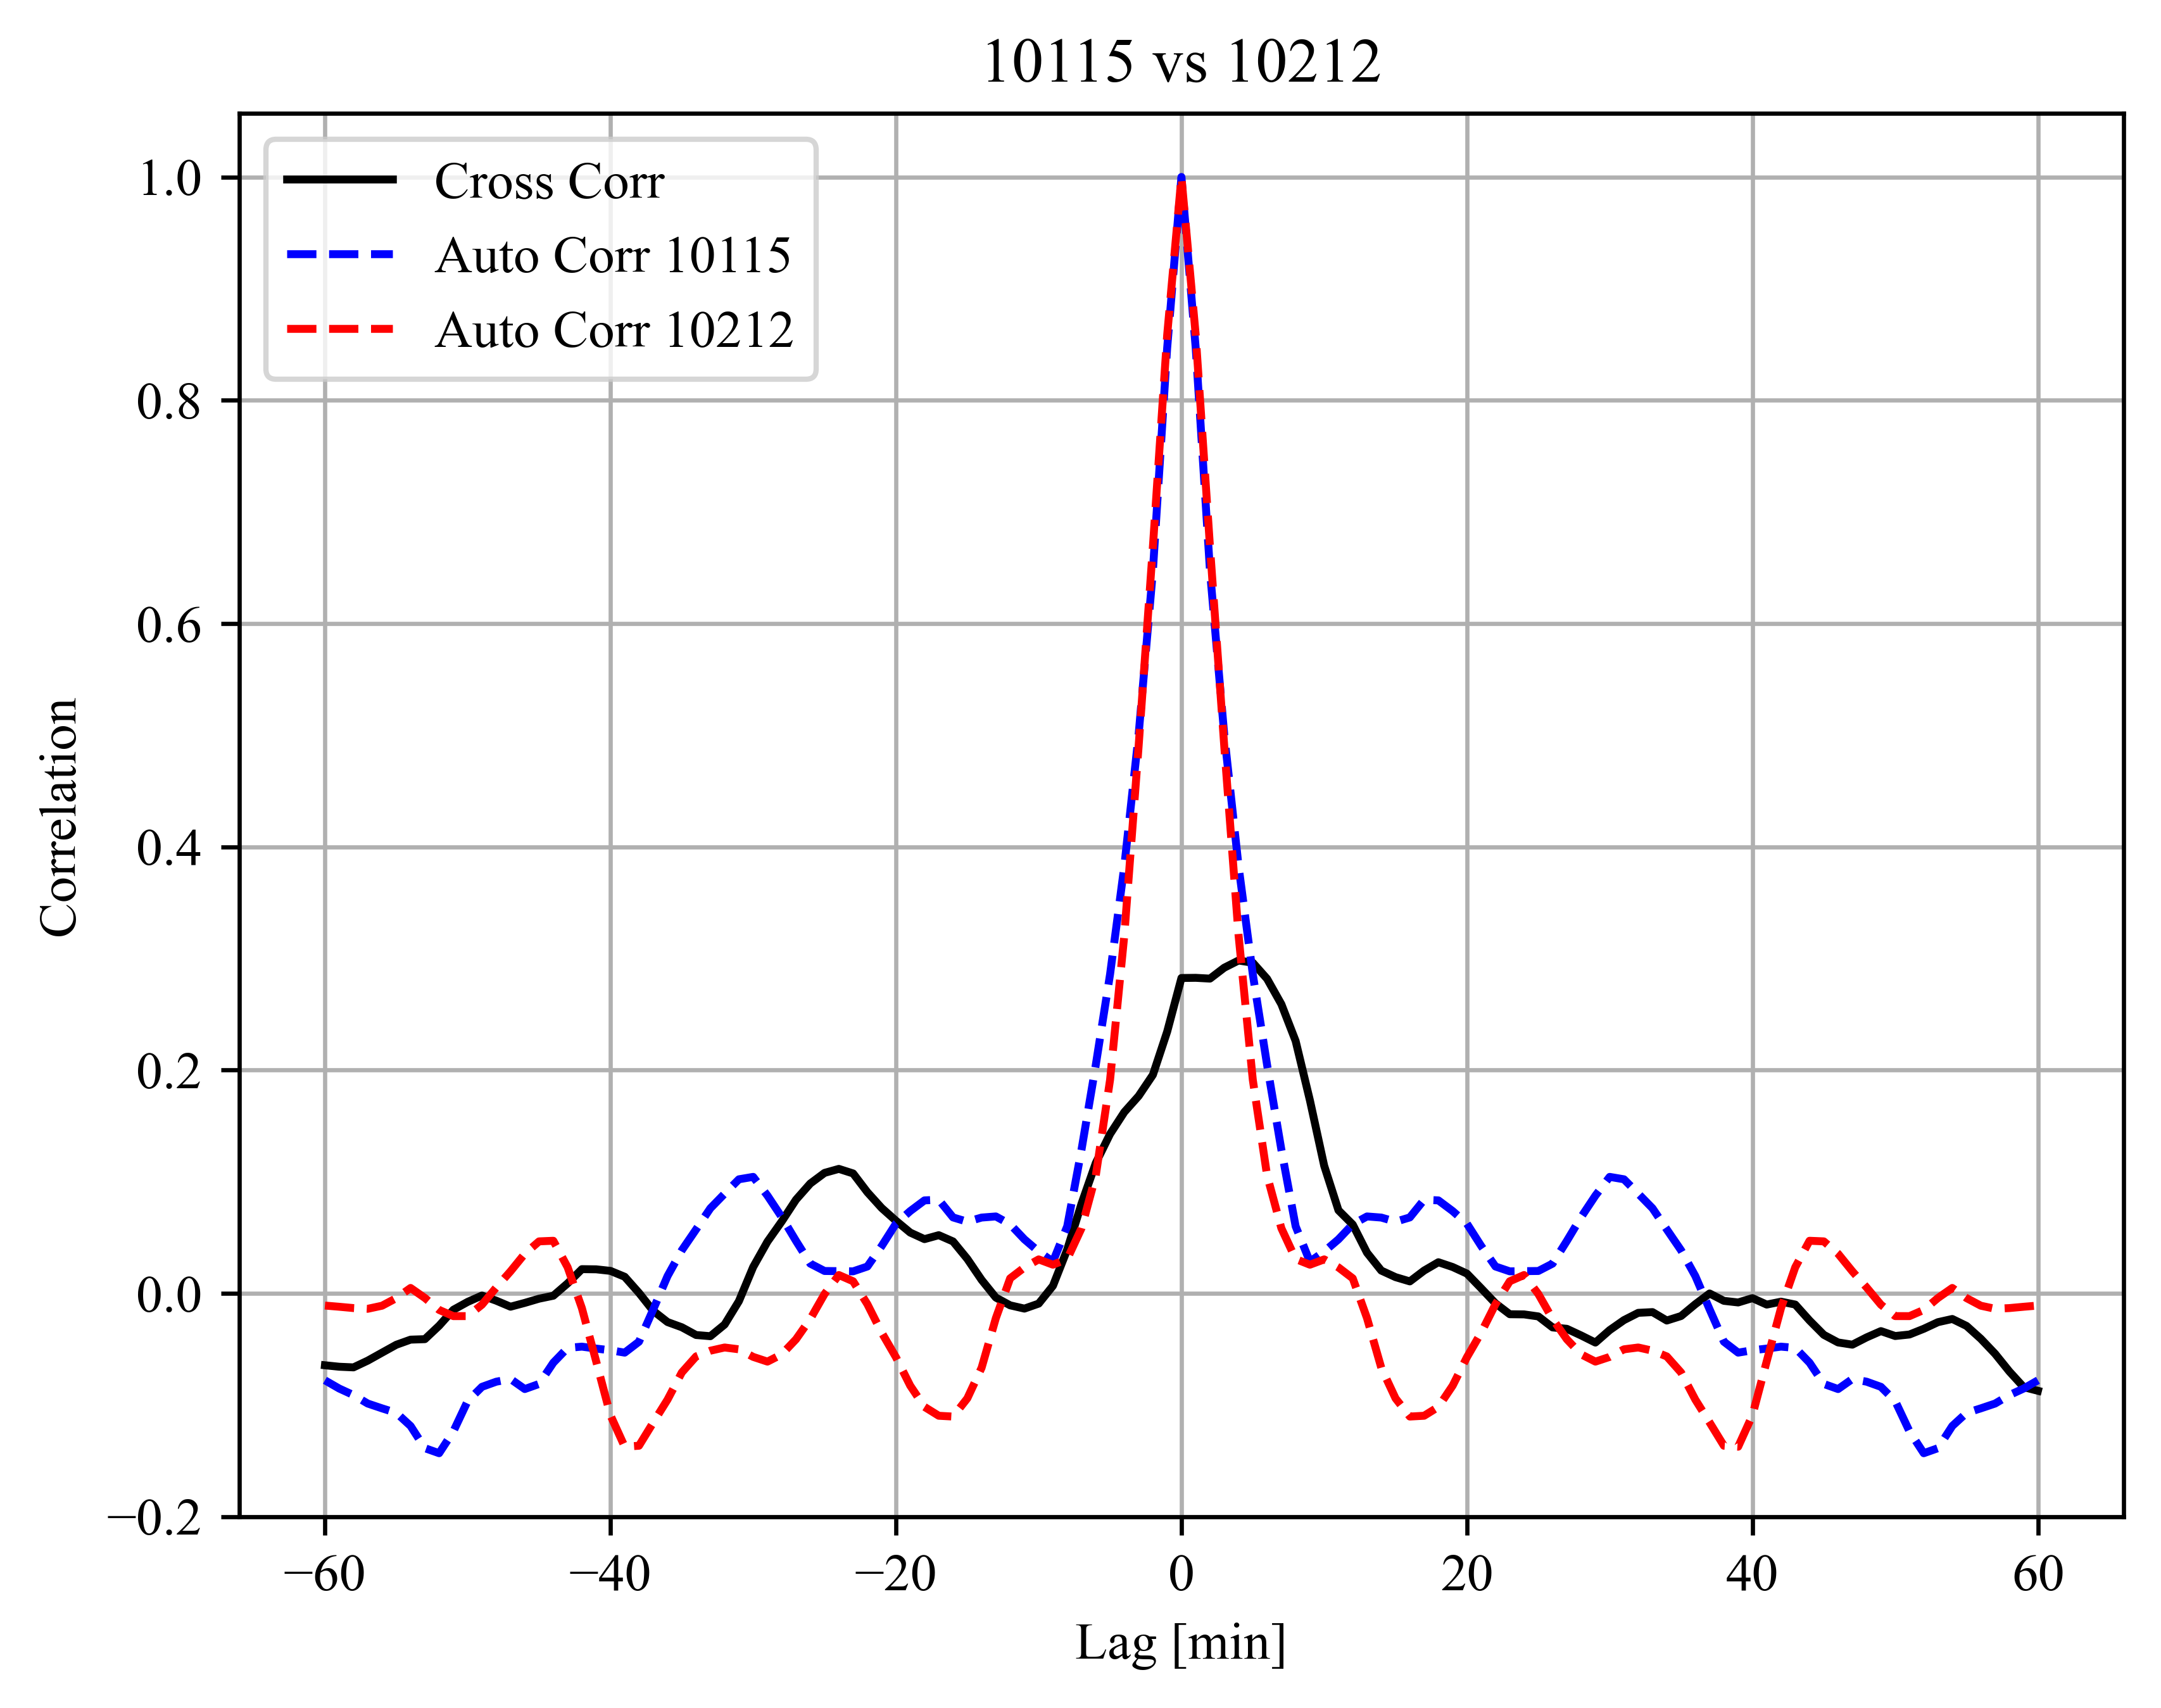 10115 vs 10212
Cross Corr
Auto Corr 10115
Auto Corr 10212
1.0
0.8
0.6
0.4
0.2
0.0
−0.2
Correlation
−60 −40 −20 0 20 40 60
Lag [min]